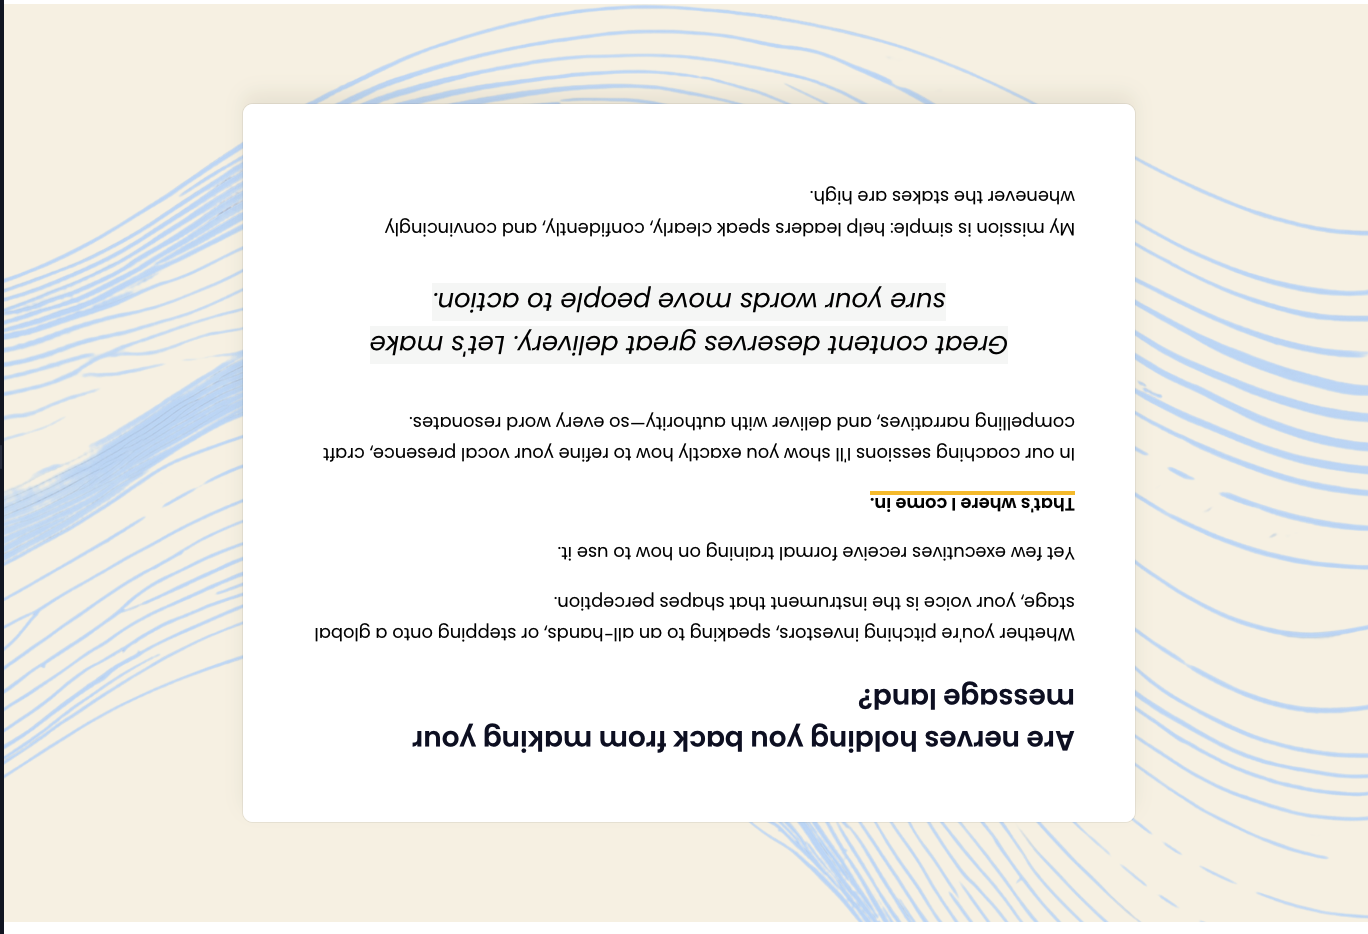 Are nerves holding you back from making your
message land?
Whether you're pitching investors, speaking to an all-hands, or stepping onto a global
stage, your voice is the instrument that shapes perception.
Yet few executives receive formal training on how to use it.
That's where I come in.
In our coaching sessions I'll show you exactly how to refine your vocal presence, craft
compelling narratives, and deliver with authority—so every word resonates.
Great content deserves great delivery. Let's make
sure your words move people to action.
My mission is simple: help leaders speak clearly, confidently, and convincingly
whenever the stakes are high.